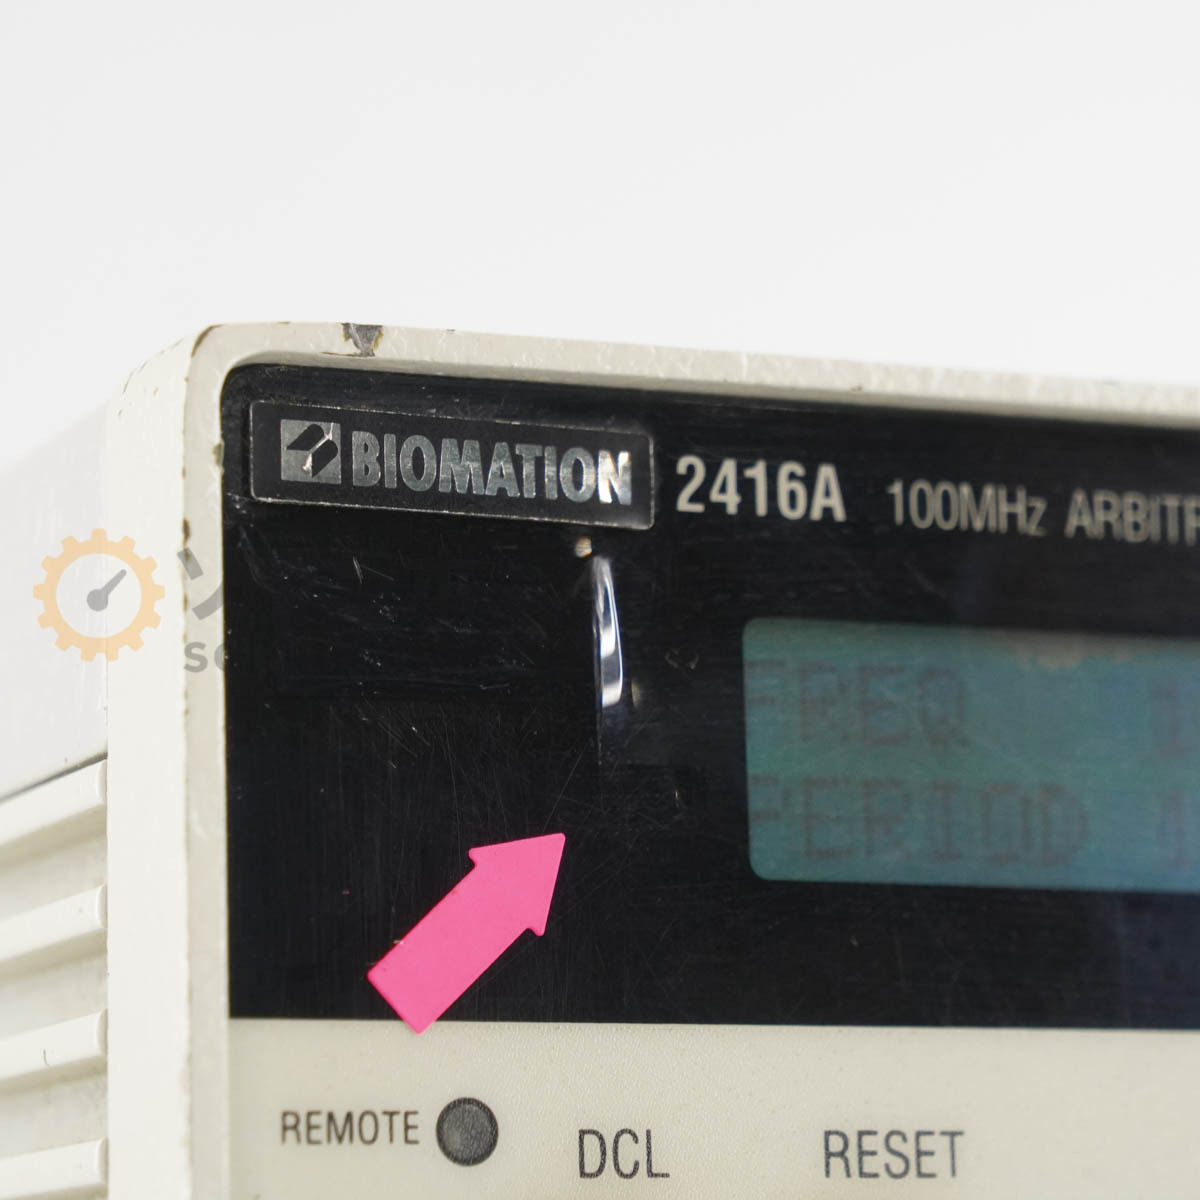 BIOMATION 2416A 100MHz ARBITR
FREQ
PERIOD
REMOTE DCL RESET